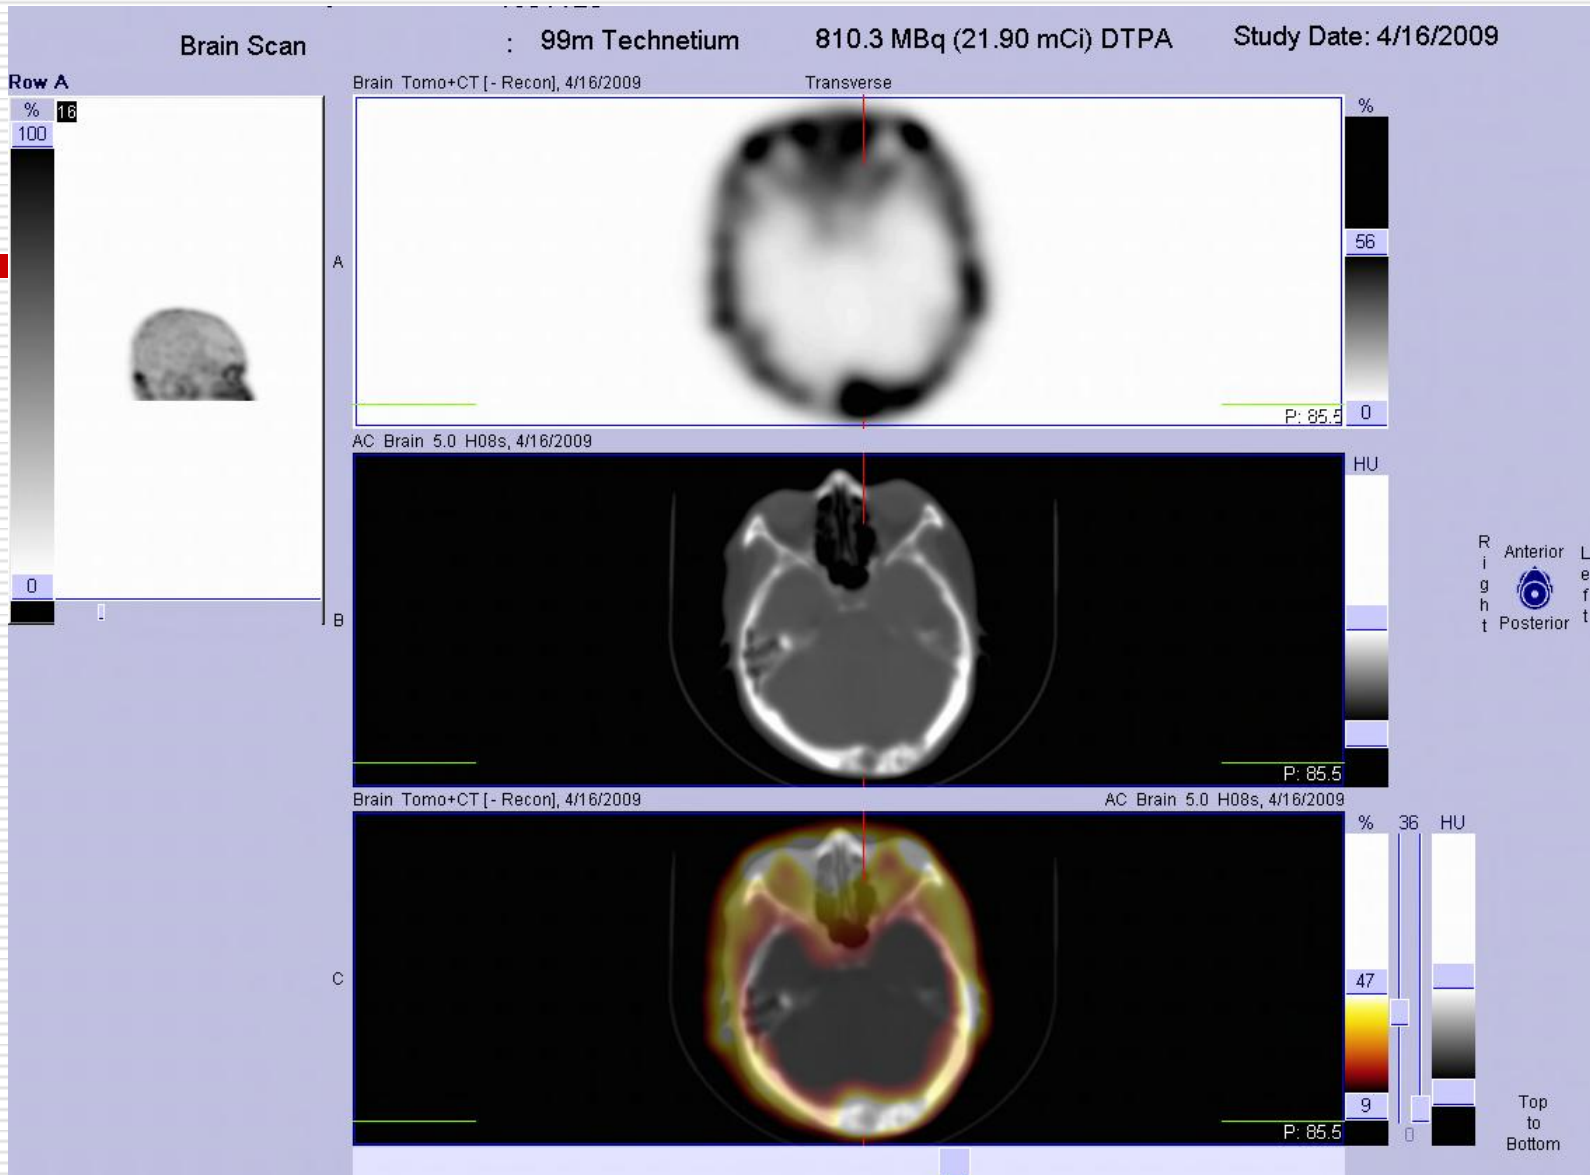 Brain Scan : 99m Technetium 810.3 MBq (21.90 mCi) DTPA Study Date: 4/16/2009
Row A
Brain Tomo+CT [- Recon], 4/16/2009 Transverse
% 16
100
0
A
%
56
0
P: 85.5
AC Brain 5.0 H08s, 4/16/2009
B
HU
P: 85.5
Right Anterior Left
Posterior
Brain Tomo+CT [- Recon], 4/16/2009 AC Brain 5.0 H08s, 4/16/2009
C
% 36 HU
47
9
0
P: 85.5
Top
to
Bottom